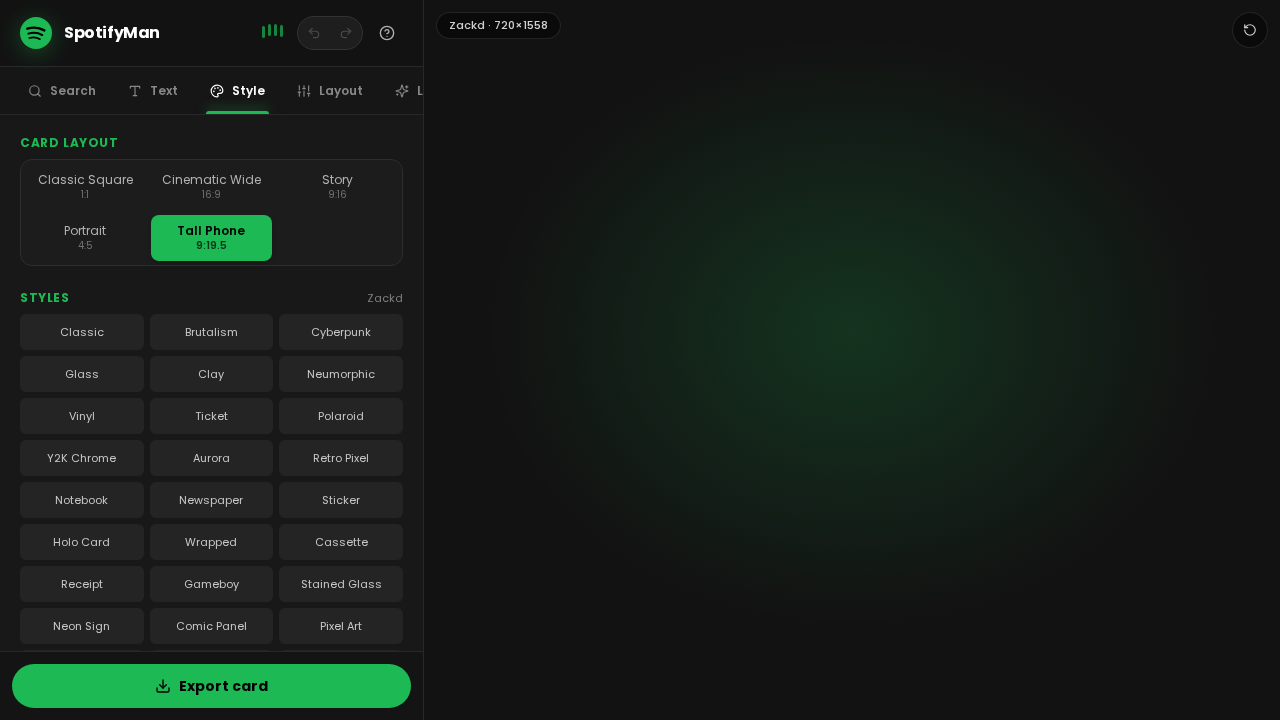 SpotifyMan
Search
Text
Style
Layout
L
CARD LAYOUT
Classic Square
1:1
Cinematic Wide
16:9
Story
9:16
Portrait
4:5
Tall Phone
9:19.5
STYLES
Zackd
Classic
Brutalism
Cyberpunk
Glass
Clay
Neumorphic
Vinyl
Ticket
Polaroid
Y2K Chrome
Aurora
Retro Pixel
Notebook
Newspaper
Sticker
Holo Card
Wrapped
Cassette
Receipt
Gameboy
Stained Glass
Neon Sign
Comic Panel
Pixel Art
Export card
Zackd · 720×1558